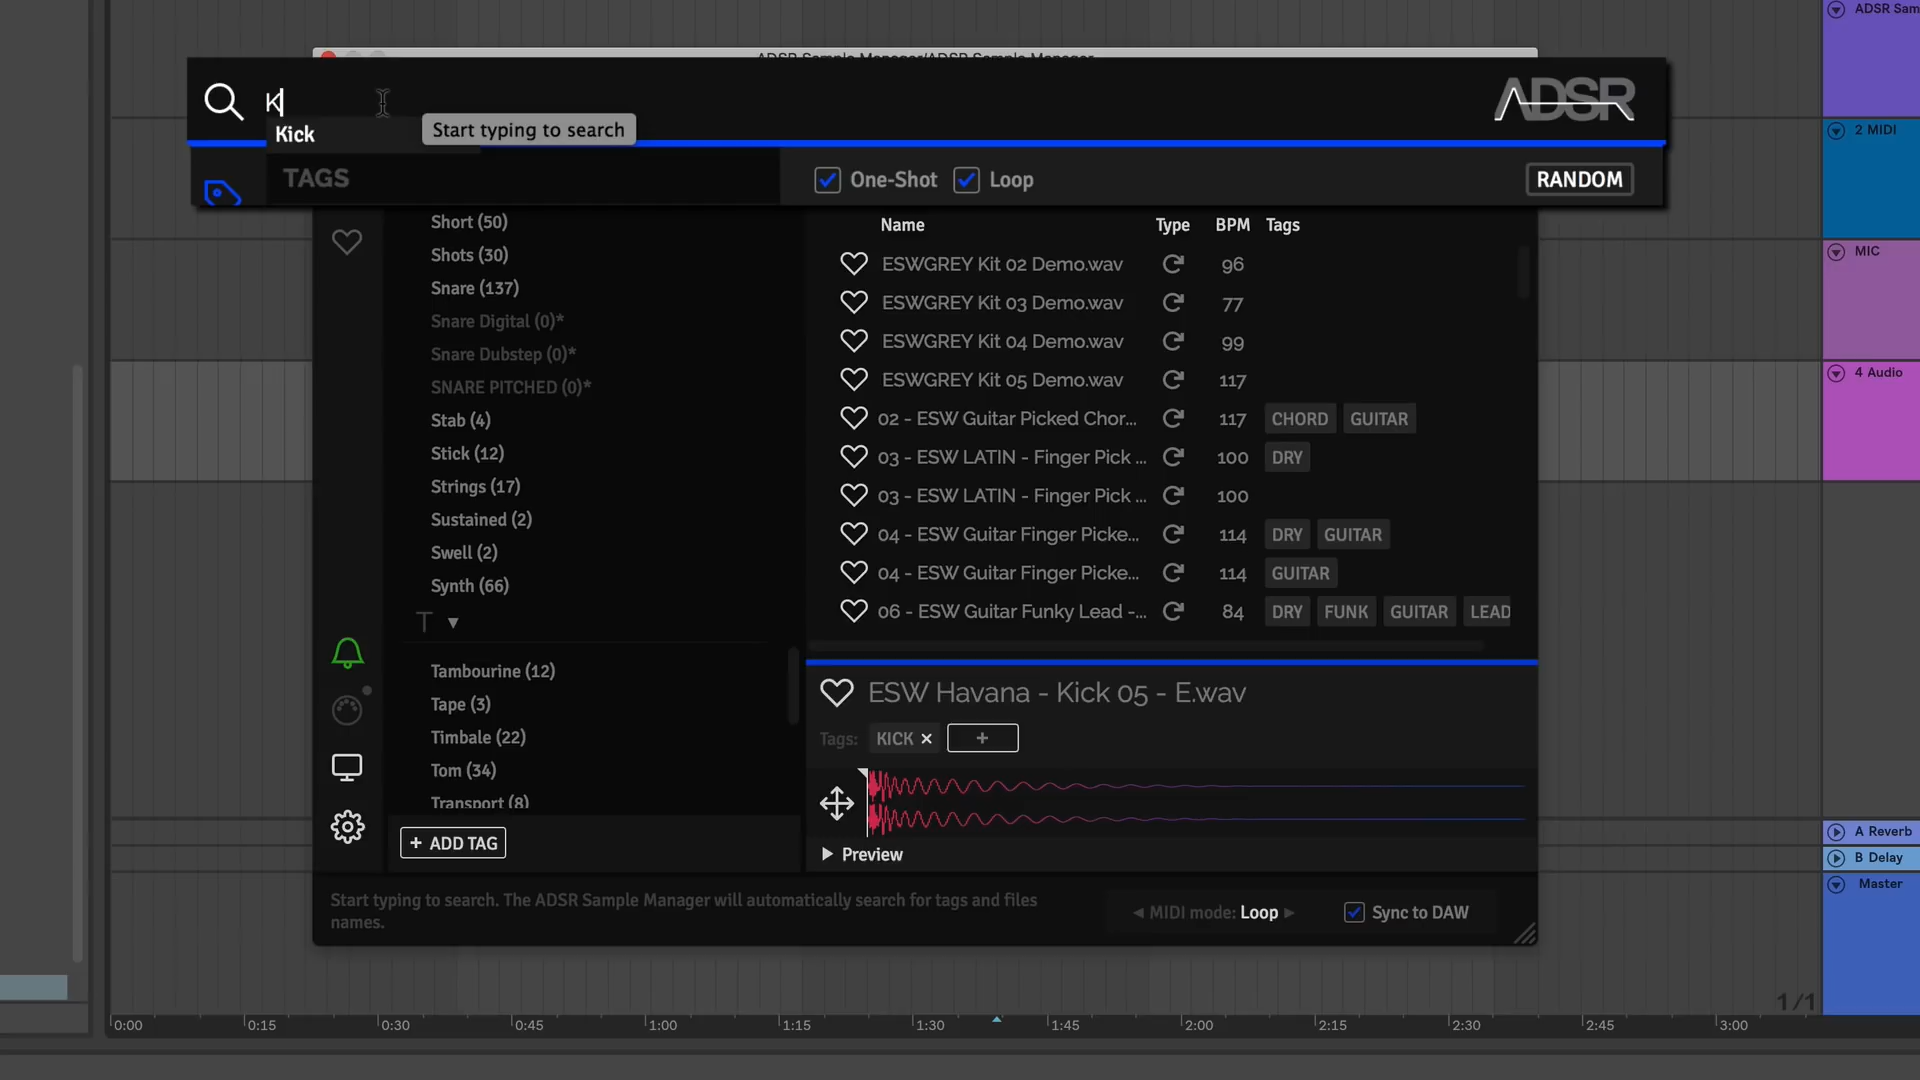 ADSR Sample Manager/ADSR Sample Manager
K
Kick
Start typing to search
ADSR
TAGS
One-Shot
Loop
RANDOM
Short (50)
Shots (30)
Snare (137)
Snare Digital (0)*
Snare Dubstep (0)*
SNARE PITCHED (0)*
Stab (4)
Stick (12)
Strings (17)
Sustained (2)
Swell (2)
Synth (66)
T
Tambourine (12)
Tape (3)
Timbale (22)
Tom (34)
Transport (8)
+ ADD TAG
Name Type BPM Tags
ESWGREY Kit 02 Demo.wav 96
ESWGREY Kit 03 Demo.wav 77
ESWGREY Kit 04 Demo.wav 99
ESWGREY Kit 05 Demo.wav 117
02 - ESW Guitar Picked Chor... 117 CHORD GUITAR
03 - ESW LATIN - Finger Pick ... 100 DRY
03 - ESW LATIN - Finger Pick ... 100
04 - ESW Guitar Finger Picke... 114 DRY GUITAR
04 - ESW Guitar Finger Picke... 114 GUITAR
06 - ESW Guitar Funky Lead -... 84 DRY FUNK GUITAR LEAD
ESW Havana - Kick 05 - E.wav
Tags: KICK × +
Preview
Start typing to search. The ADSR Sample Manager will automatically search for tags and files
names.
MIDI mode: Loop
Sync to DAW
ADSR Sam
2 MIDI
MIC
4 Audio
A Reverb
B Delay
Master
1/1
0:00 0:15 0:30 0:45 1:00 1:15 1:30 1:45 2:00 2:15 2:30 2:45 3:00